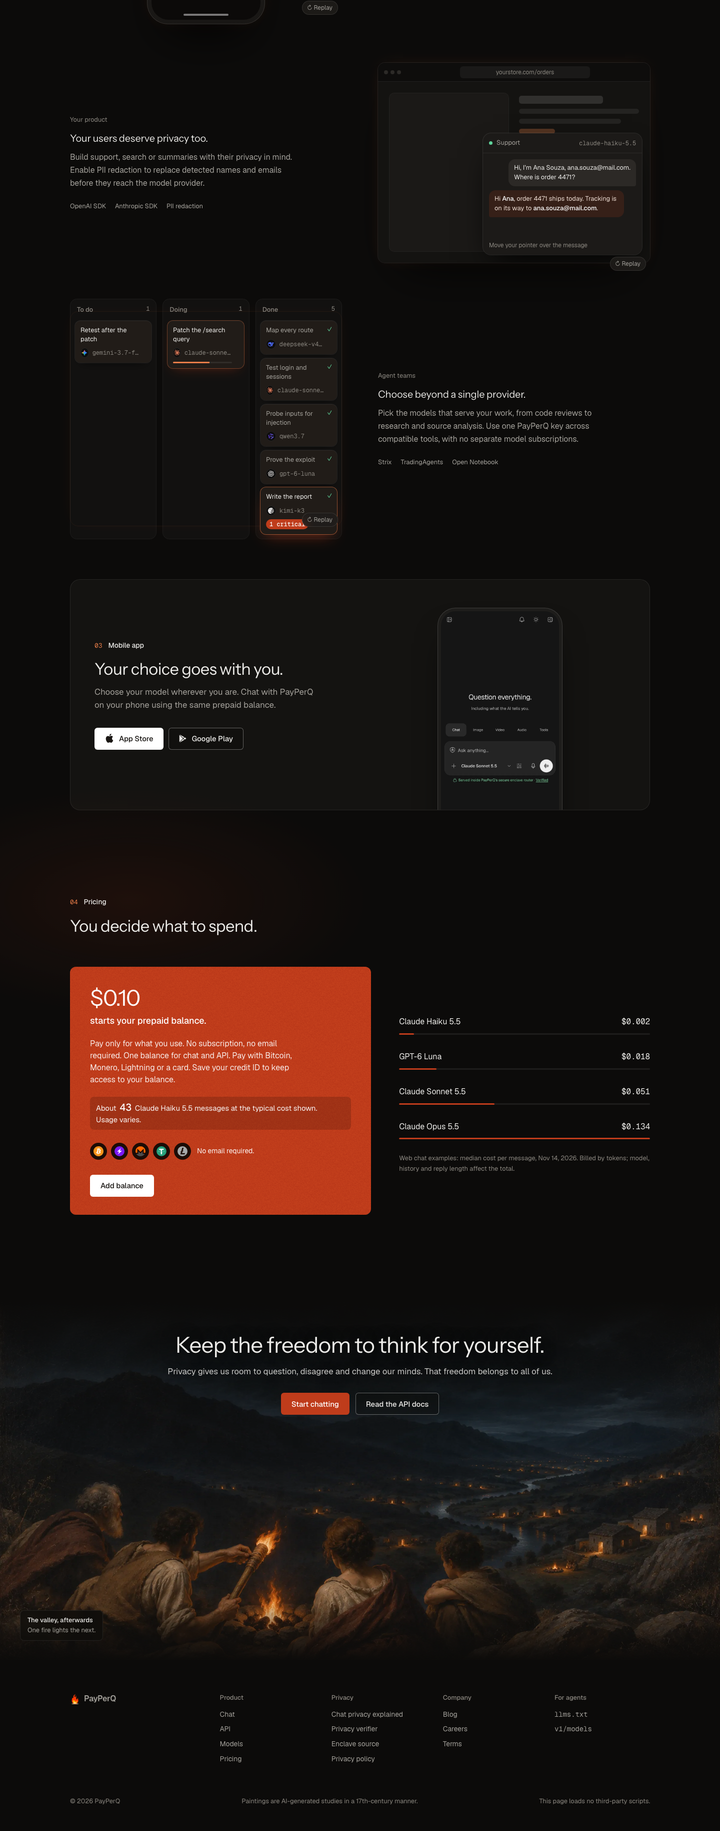 Replay
yourstore.com/orders
Your product
Your users deserve privacy too.
Build support, search or summaries with their privacy in mind.
Enable PII redaction to replace detected names and emails
before they reach the model provider.
OpenAI SDK Anthropic SDK PII redaction
Support claude-haiku-5.5
Hi, I'm Ana Souza, ana.souza@mail.com.
Where is order 4471?
Hi Ana, order 4471 ships today. Tracking is
on its way to ana.souza@mail.com.
Move your pointer over the message
Replay
To do 1
Retest after the
patch
gemini-3.7-f…
Doing 1
Patch the /search
query
claude-sonne…
Done 5
Map every route
deepseek-v4…
Test login and
sessions
claude-sonne…
Probe inputs for
injection
qwen3.7
Prove the exploit
gpt-6-luna
Write the report
kimi-k3
1 critical
Replay
Agent teams
Choose beyond a single provider.
Pick the models that serve your work, from code reviews to
research and source analysis. Use one PayPerQ key across
compatible tools, with no separate model subscriptions.
Strix TradingAgents Open Notebook
03 Mobile app
Your choice goes with you.
Choose your model wherever you are. Chat with PayPerQ
on your phone using the same prepaid balance.
App Store
Google Play
Question everything.
Including what the AI tells you.
Chat Image Video Audio Tools
Ask anything...
Claude Sonnet 5.5
Served inside PayPerQ's secure enclave router. Verified
04 Pricing
You decide what to spend.
$0.10
starts your prepaid balance.
Pay only for what you use. No subscription, no email
required. One balance for chat and API. Pay with Bitcoin,
Monero, Lightning or a card. Save your credit ID to keep
access to your balance.
About 43 Claude Haiku 5.5 messages at the typical cost shown.
Usage varies.
No email required.
Add balance
Claude Haiku 5.5 $0.002
GPT-6 Luna $0.018
Claude Sonnet 5.5 $0.051
Claude Opus 5.5 $0.134
Web chat examples: median cost per message, Nov 14, 2026. Billed by tokens; model,
history and reply length affect the total.
Keep the freedom to think for yourself.
Privacy gives us room to question, disagree and change our minds. That freedom belongs to all of us.
Start chatting
Read the API docs
The valley, afterwards
One fire lights the next.
PayPerQ
Product
Chat
API
Models
Pricing
Privacy
Chat privacy explained
Privacy verifier
Enclave source
Privacy policy
Company
Blog
Careers
Terms
For agents
llms.txt
v1/models
© 2026 PayPerQ
Paintings are AI-generated studies in a 17th-century manner.
This page loads no third-party scripts.